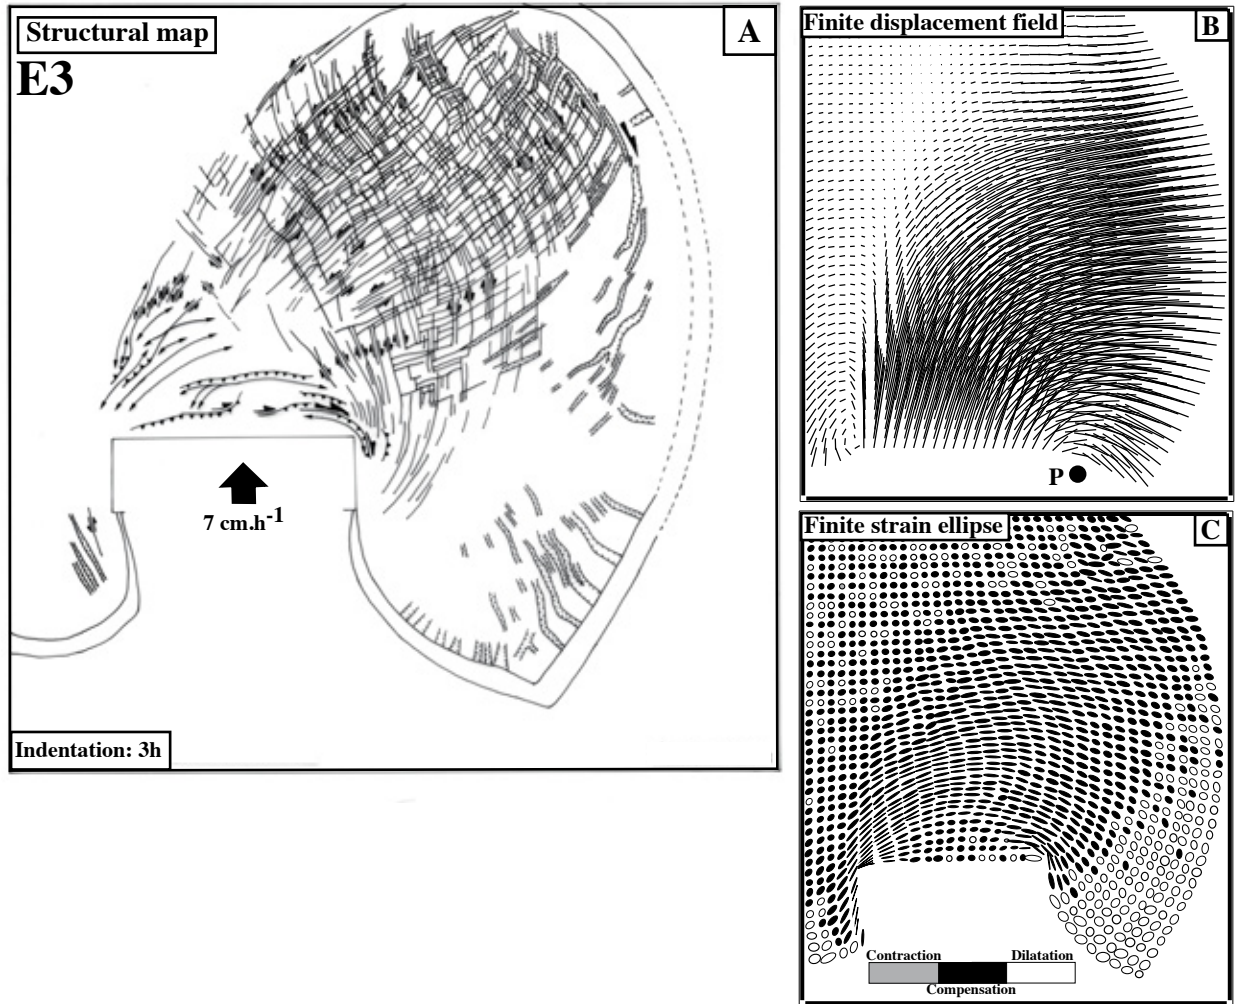 Structural map
A
E3
7 cm.h-1
Indentation: 3h
Finite displacement field
B
P
Finite strain ellipse
C
Contraction
Dilatation
Compensation